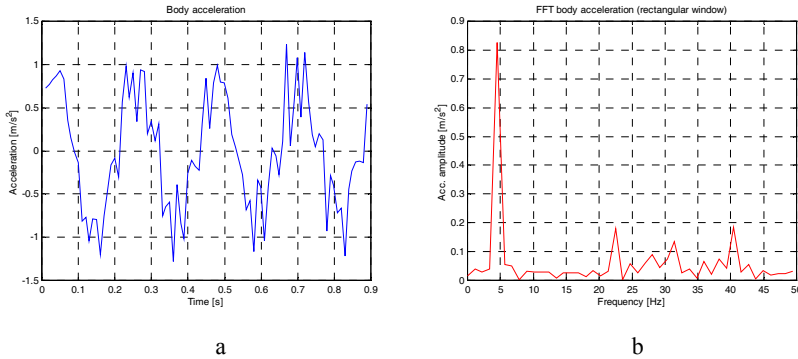 Body acceleration
1.5
1
0.5
0
-0.5
-1
-1.5
Acceleration [m/s²]
0 0.1 0.2 0.3 0.4 0.5 0.6 0.7 0.8 0.9
Time [s]
a
FFT body acceleration (rectangular window)
0.9
0.8
0.7
0.6
0.5
0.4
0.3
0.2
0.1
0
Acc. amplitude [m/s²]
0 5 10 15 20 25 30 35 40 45 50
Frequency [Hz]
b